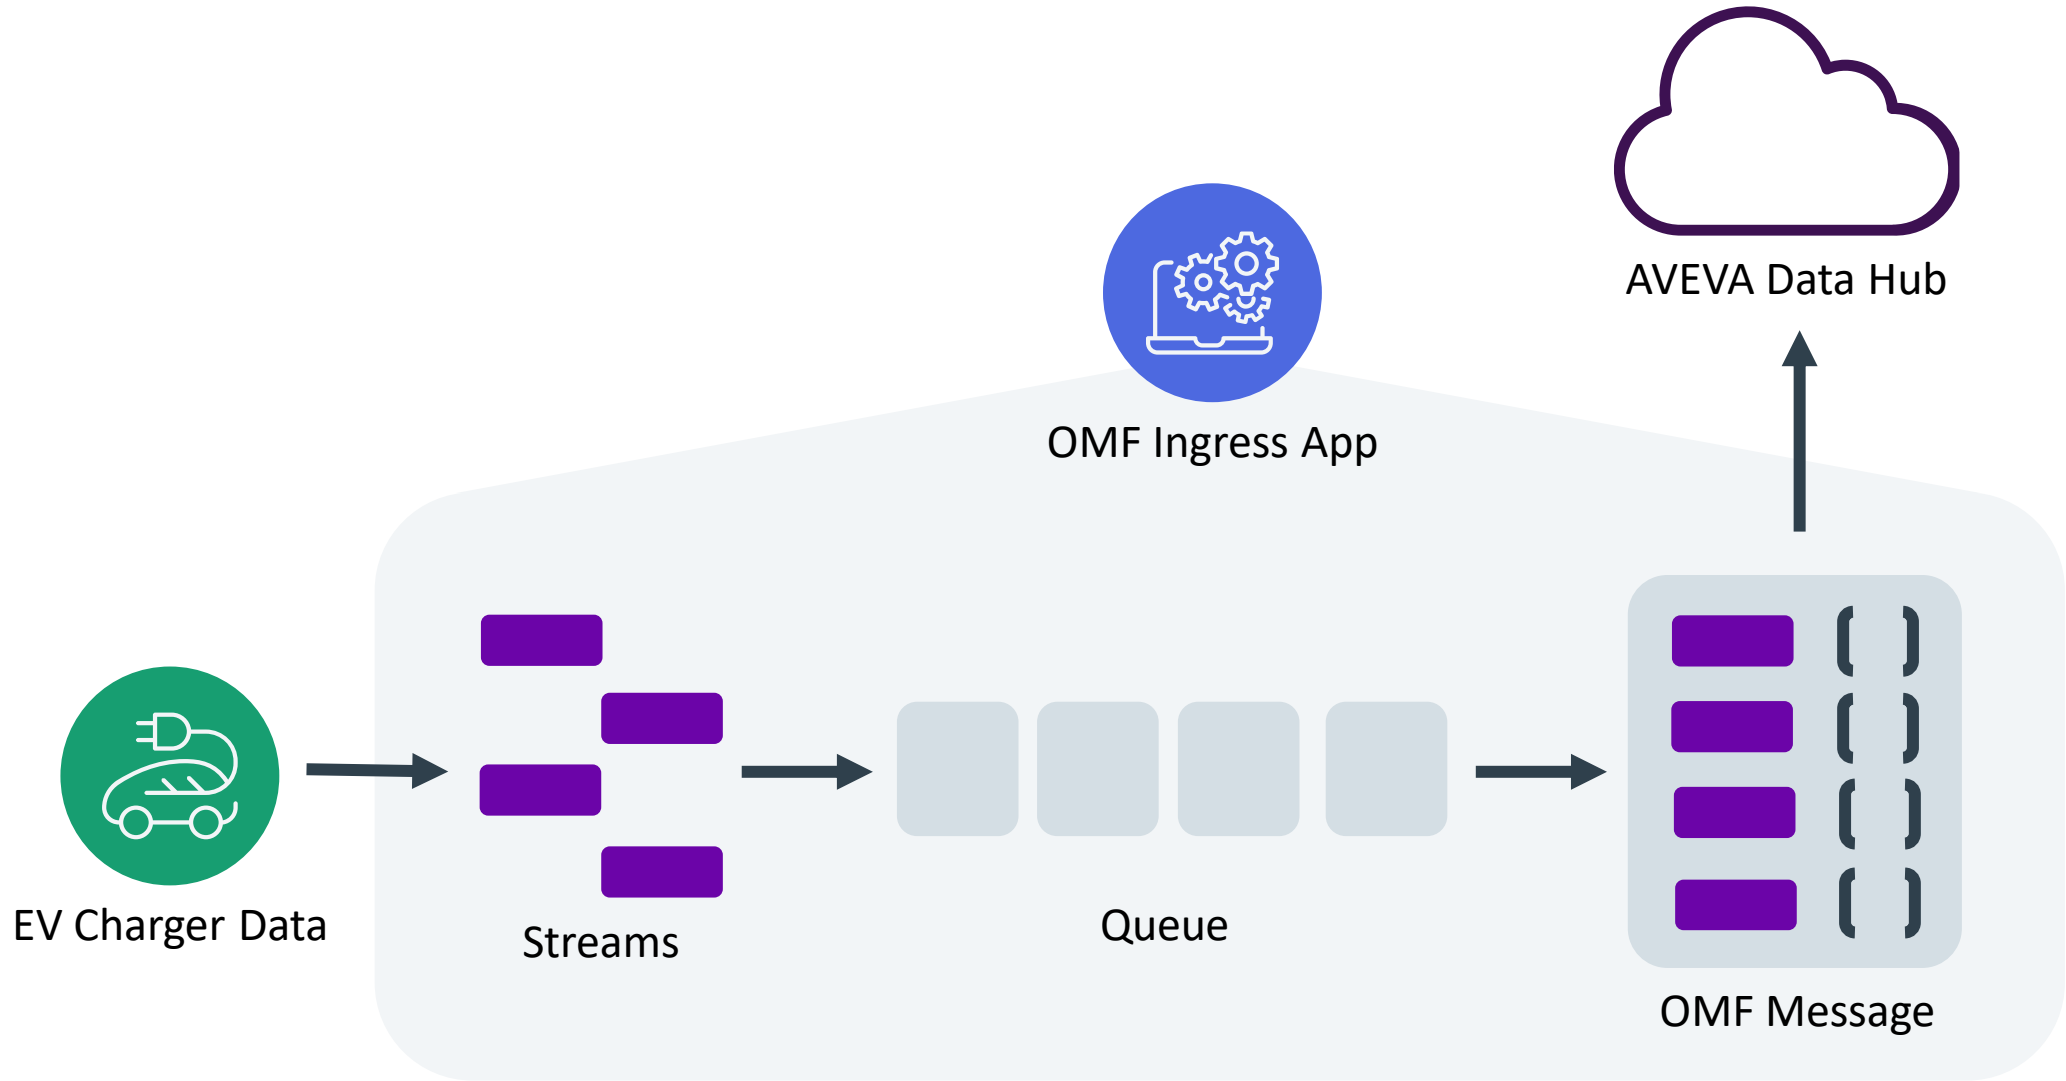 AVEVA Data Hub
OMF Ingress App
EV Charger Data
Streams
Queue
OMF Message